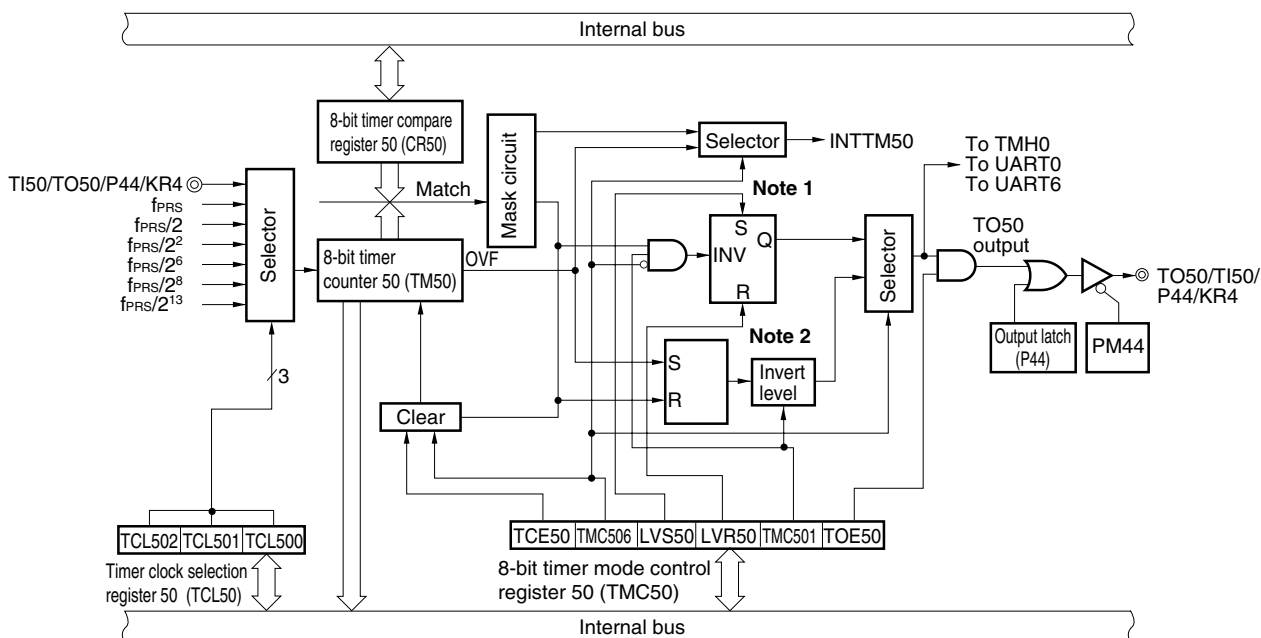 Internal bus
8-bit timer compare
register 50 (CR50)
Match
Mask circuit
Selector
INTTM50
To TMH0
To UART0
To UART6
TI50/TO50/P44/KR4
fPRS
fPRS/2
fPRS/2²
fPRS/2⁶
fPRS/2⁸
fPRS/2¹³
Selector
8-bit timer
counter 50 (TM50)
OVF
Note 1
S
INV
Q
R
Selector
TO50
output
TO50/TI50/
P44/KR4
Output latch
(P44)
PM44
Note 2
S
R
Invert
level
3
Clear
TCL502 TCL501 TCL500
Timer clock selection
register 50 (TCL50)
TCE50 TMC506 LVS50 LVR50 TMC501 TOE50
8-bit timer mode control
register 50 (TMC50)
Internal bus